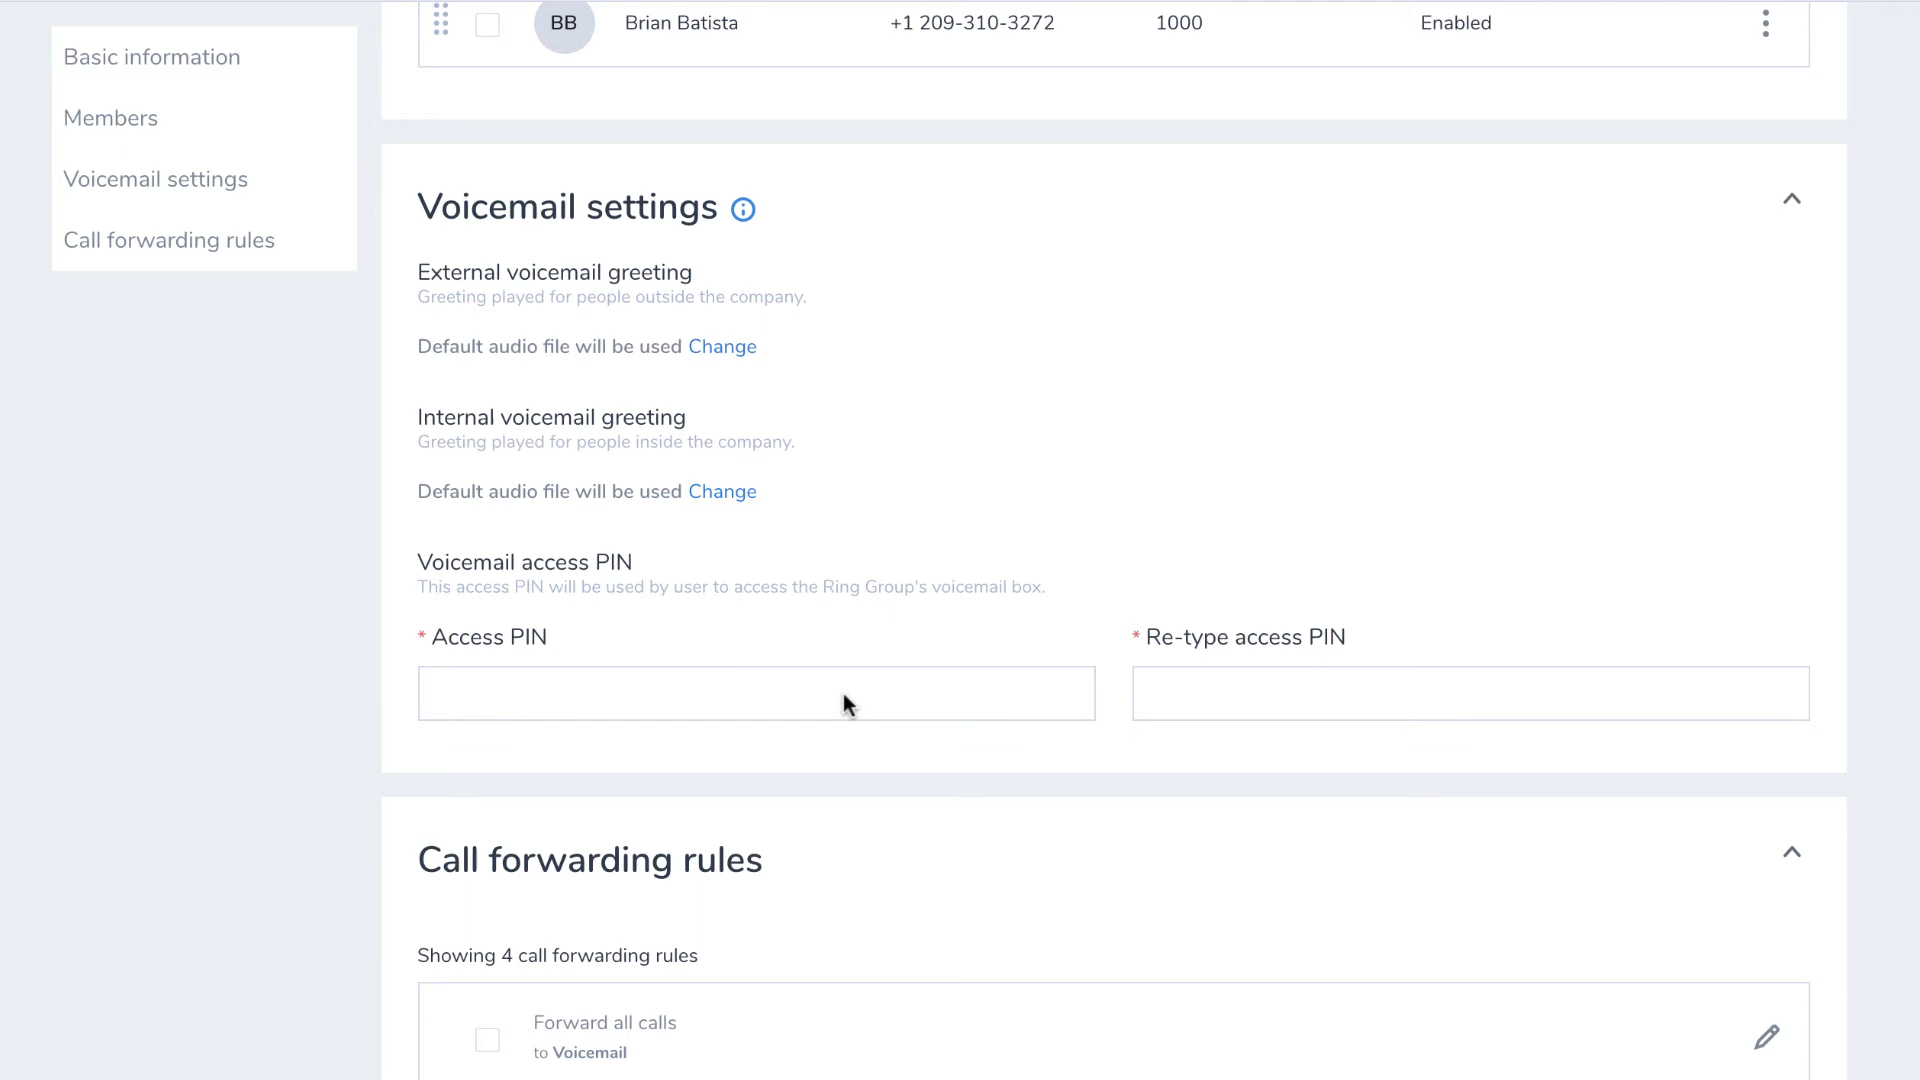 Basic information
Members
Voicemail settings
Call forwarding rules
BB Brian Batista +1 209-310-3272 1000 Enabled
Voicemail settings
External voicemail greeting
Greeting played for people outside the company.
Default audio file will be used Change
Internal voicemail greeting
Greeting played for people inside the company.
Default audio file will be used Change
Voicemail access PIN
This access PIN will be used by user to access the Ring Group's voicemail box.
* Access PIN
* Re-type access PIN
Call forwarding rules
Showing 4 call forwarding rules
Forward all calls
to Voicemail